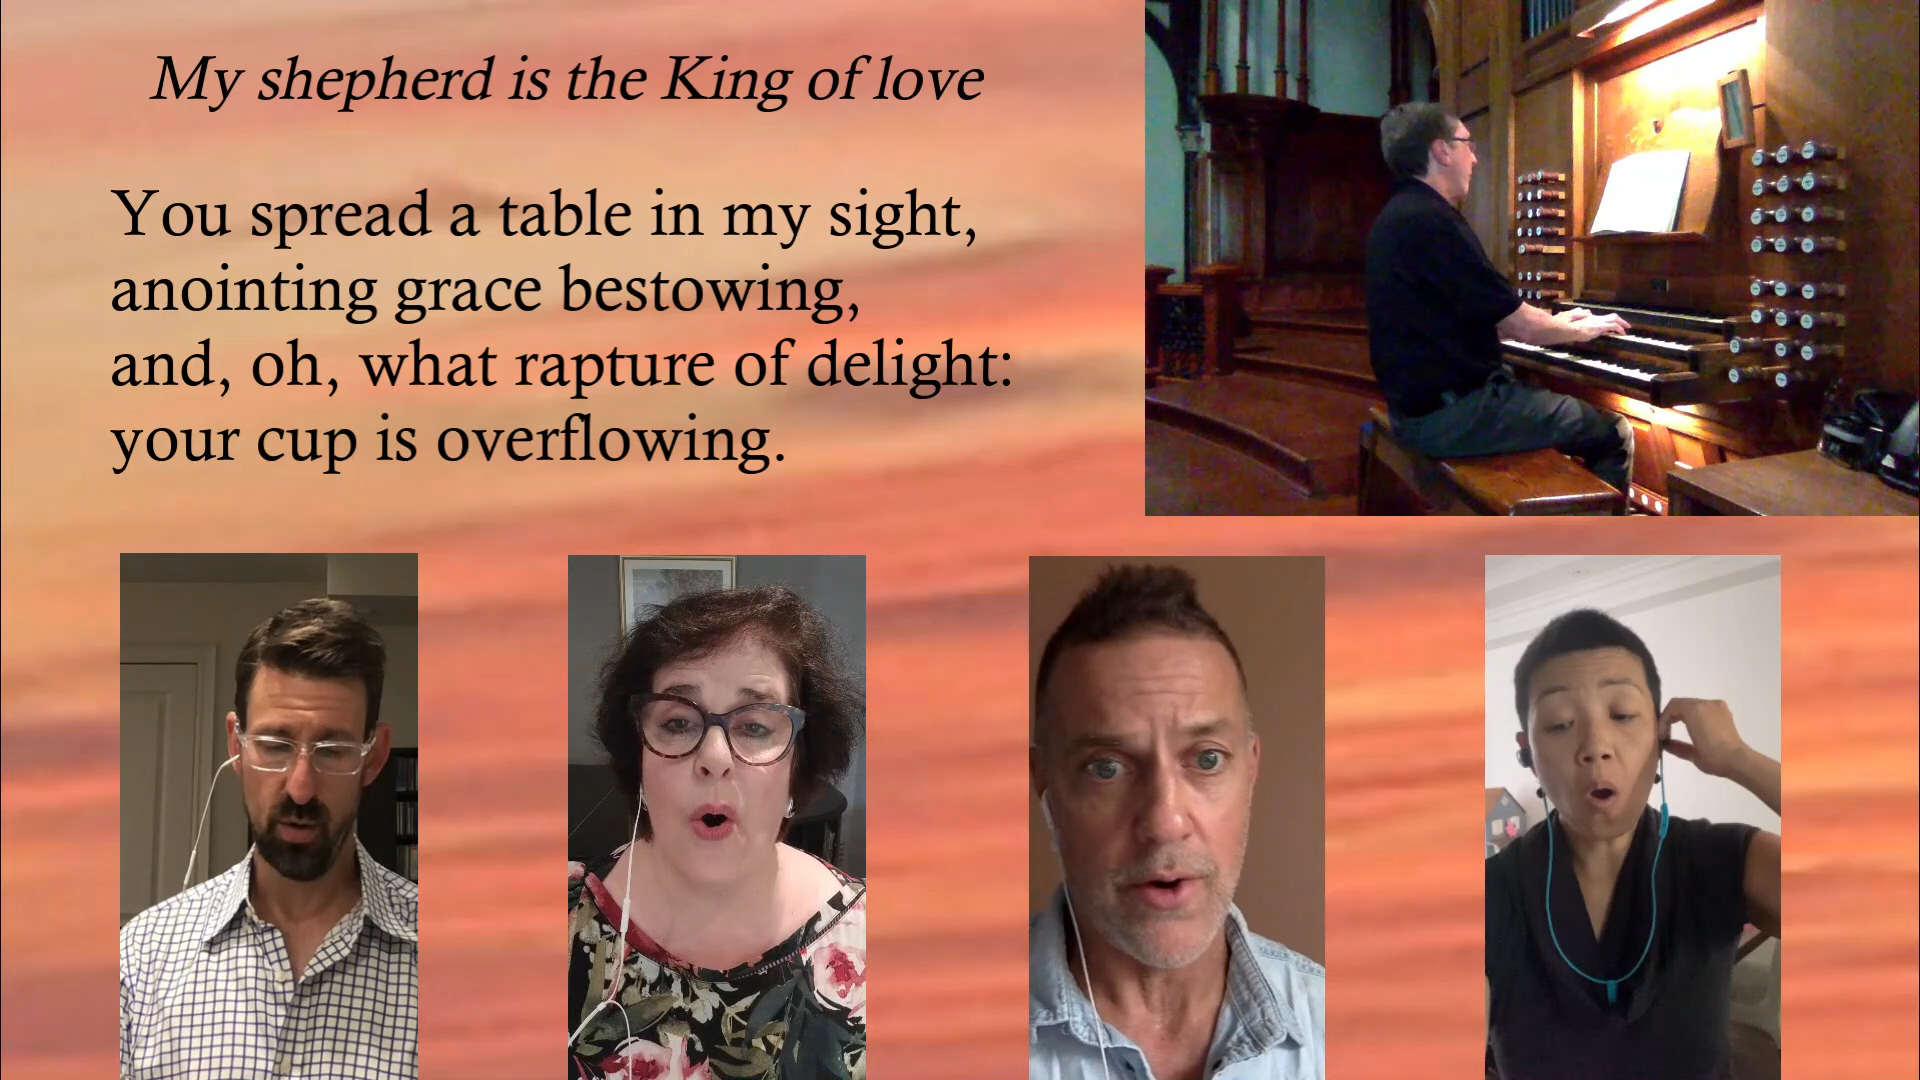 My shepherd is the King of love
You spread a table in my sight,
anointing grace bestowing,
and, oh, what rapture of delight:
your cup is overflowing.